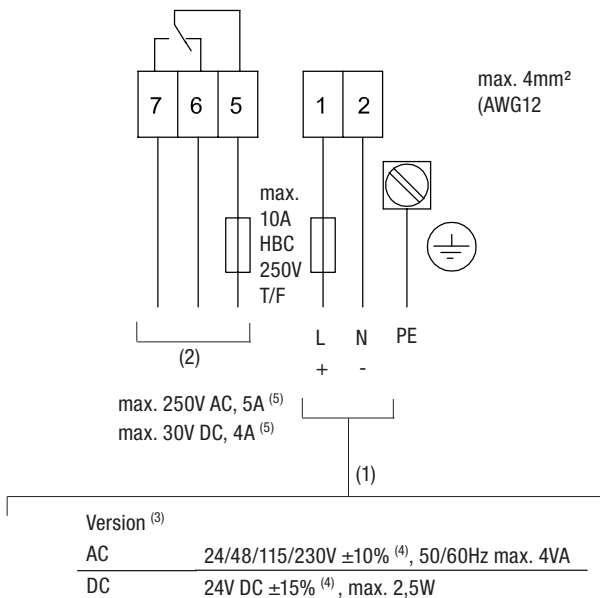 7 6 5 1 2
max. 4mm²
(AWG12
max.
10A
HBC
250V
T/F
L N PE
+ -
(2)
max. 250V AC, 5A (5)
max. 30V DC, 4A (5)
(1)
Version (3)
AC 24/48/115/230V ±10% (4), 50/60Hz max. 4VA
DC 24V DC ±15% (4) , max. 2,5W